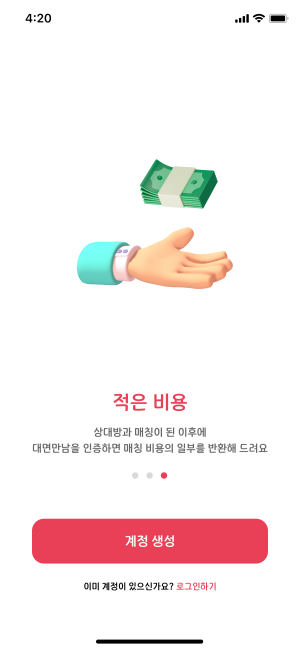 4:20
적은 비용
상대방과 매칭이 된 이후에
대면만남을 인증하면 매칭 비용의 일부를 반환해 드려요
계정 생성
이미 계정이 있으신가요? 로그인하기